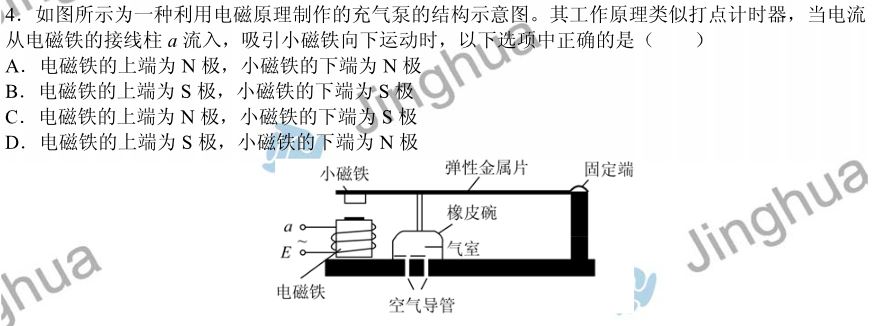 4．如图所示为一种利用电磁原理制作的充气泵的结构示意图。其工作原理类似打点计时器，当电流
从电磁铁的接线柱 a 流入，吸引小磁铁向下运动时，以下选项中正确的是（　　）
A．电磁铁的上端为 N 极，小磁铁的下端为 N 极
B．电磁铁的上端为 S 极，小磁铁的下端为 S 极
C．电磁铁的上端为 N 极，小磁铁的下端为 S 极
D．电磁铁的上端为 S 极，小磁铁的下端为 N 极
小磁铁
弹性金属片
固定端
橡皮碗
a
~
E
气室
电磁铁
空气导管
Jinghua
Jinghua
hua